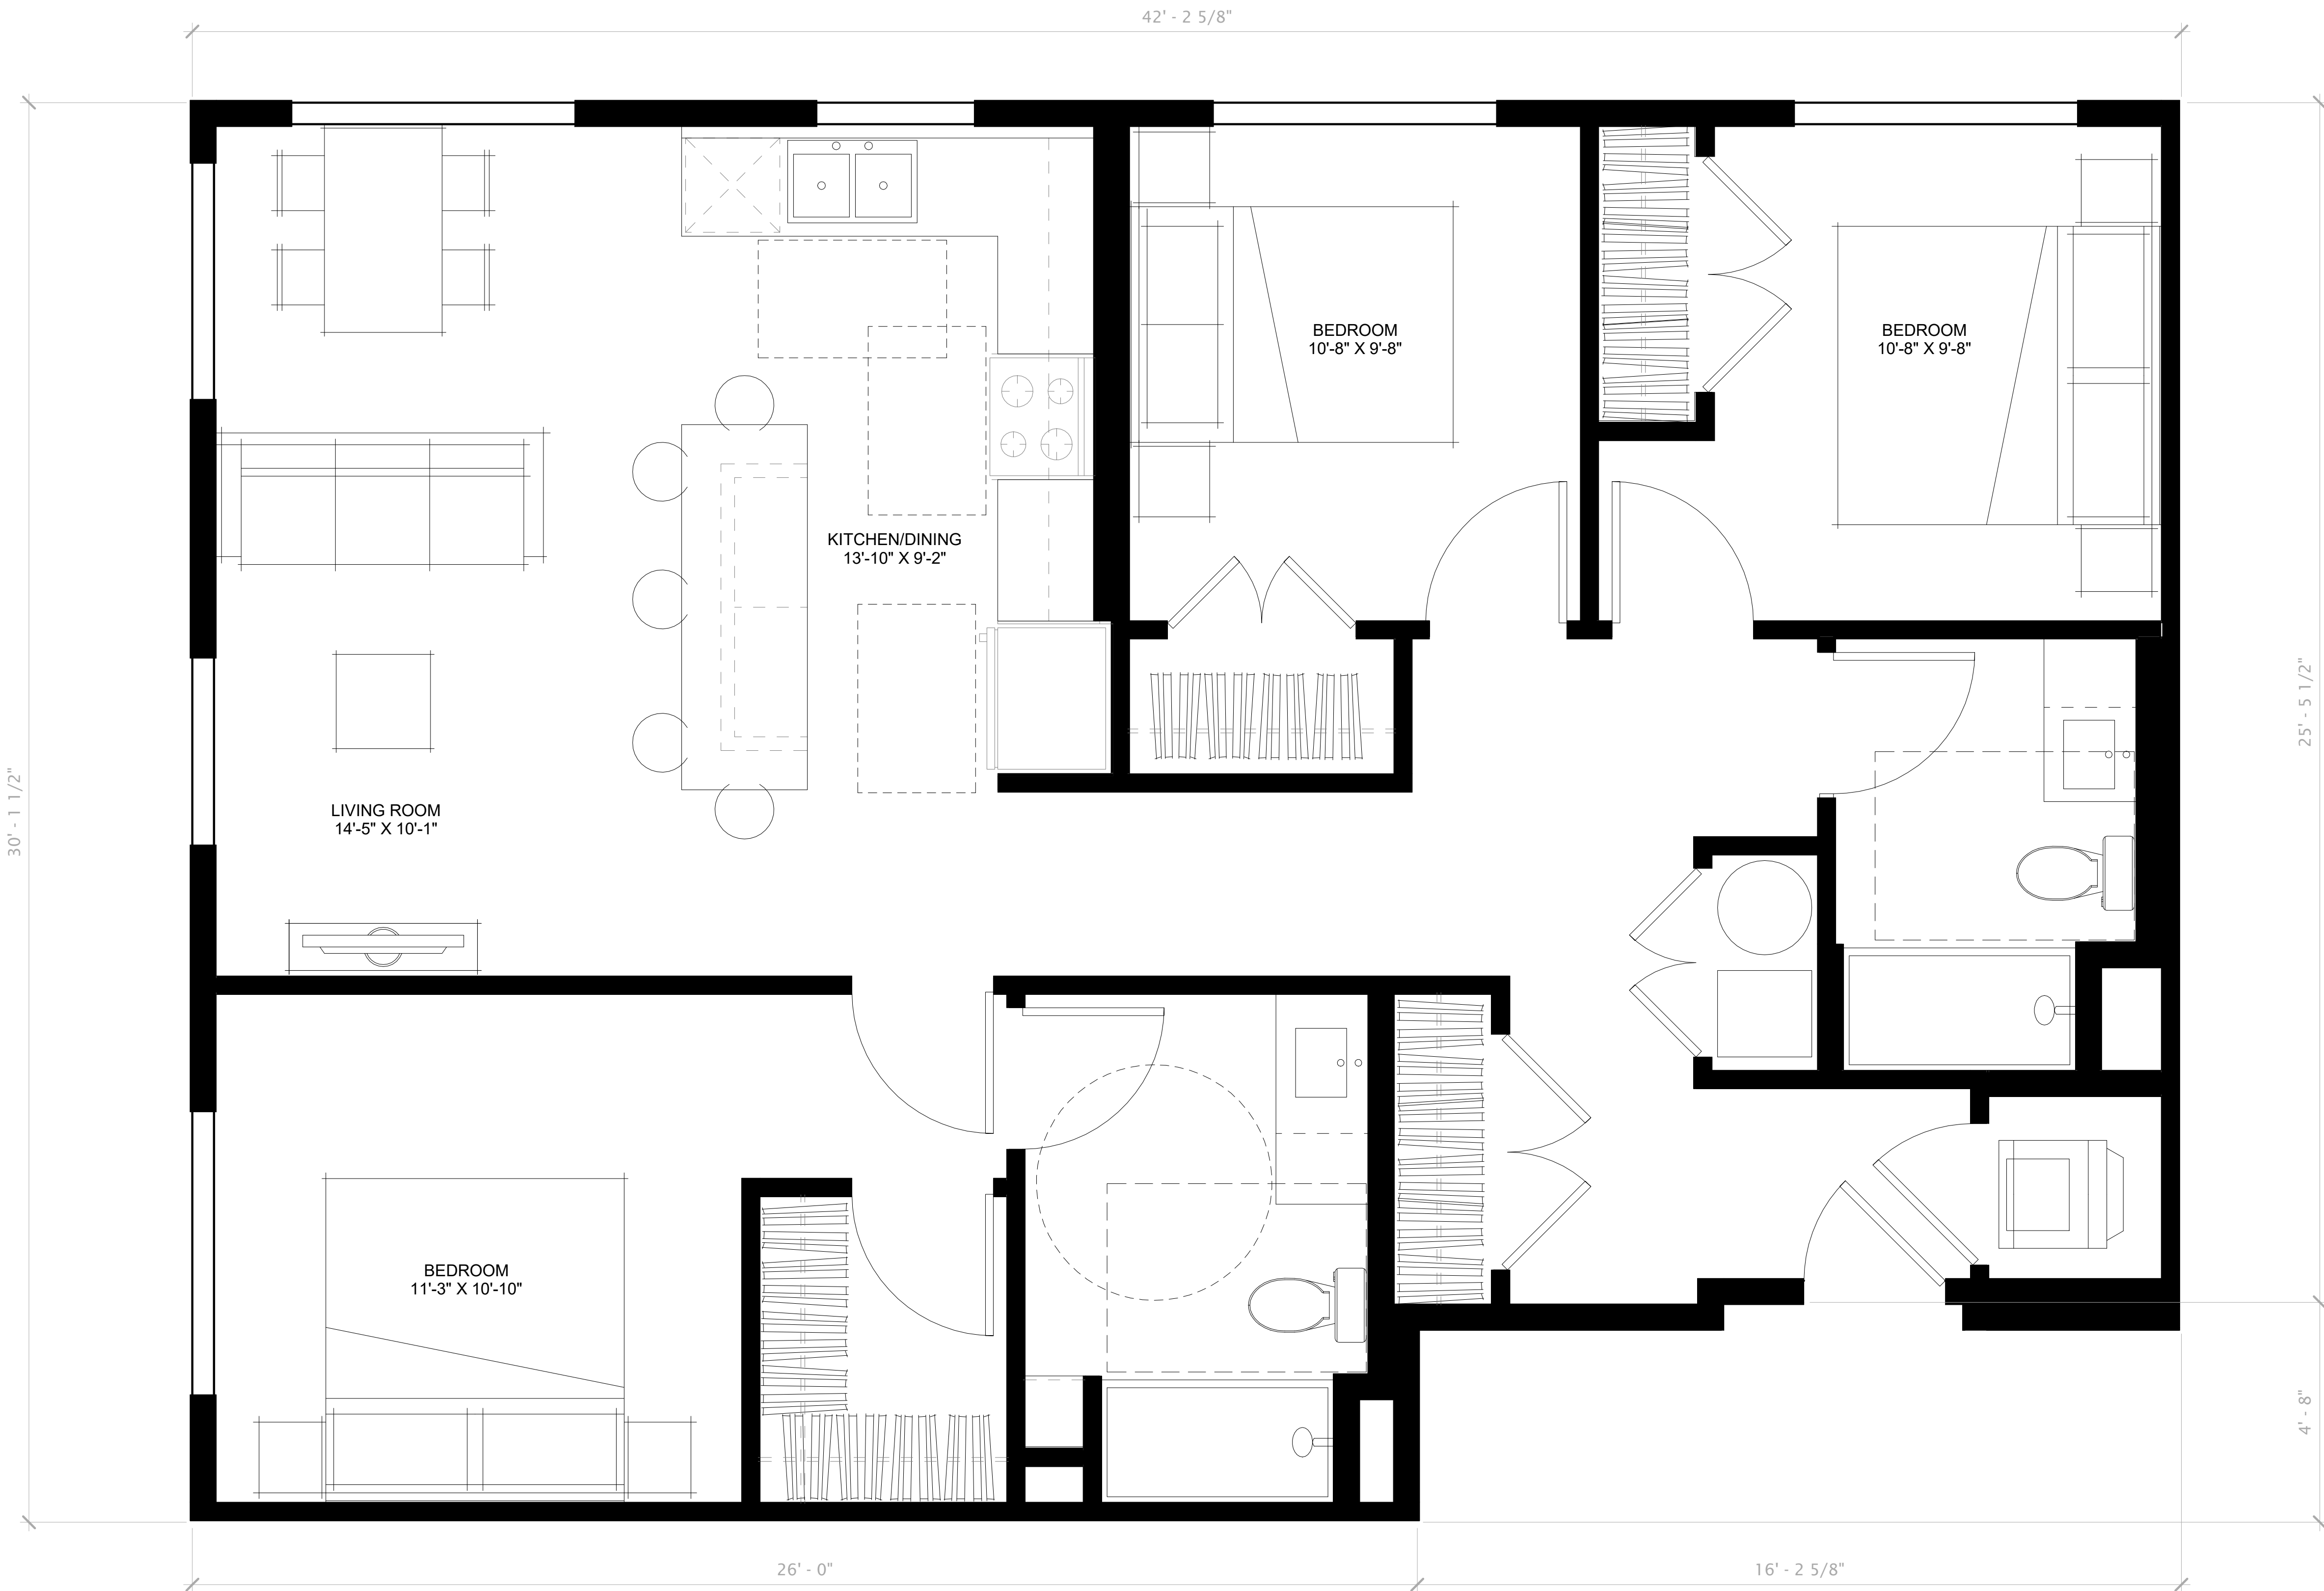 42' - 2 5/8"
BEDROOM
10'-8" X 9'-8"
BEDROOM
10'-8" X 9'-8"
KITCHEN/DINING
13'-10" X 9'-2"
25' - 5 1/2"
30' - 1 1/2"
LIVING ROOM
14'-5" X 10'-1"
BEDROOM
11'-3" X 10'-10"
4' - 8"
26' - 0"
16' - 2 5/8"